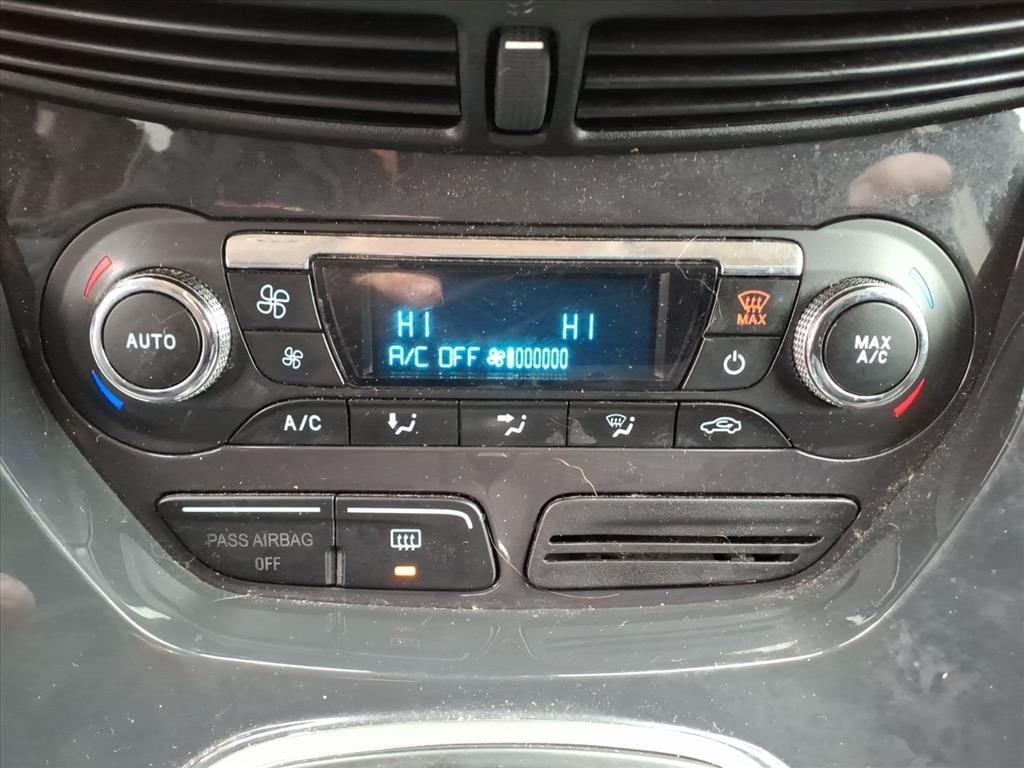 HI HI
A/C OFF
AUTO
MAX
MAX
A/C
A/C
PASS AIRBAG
OFF